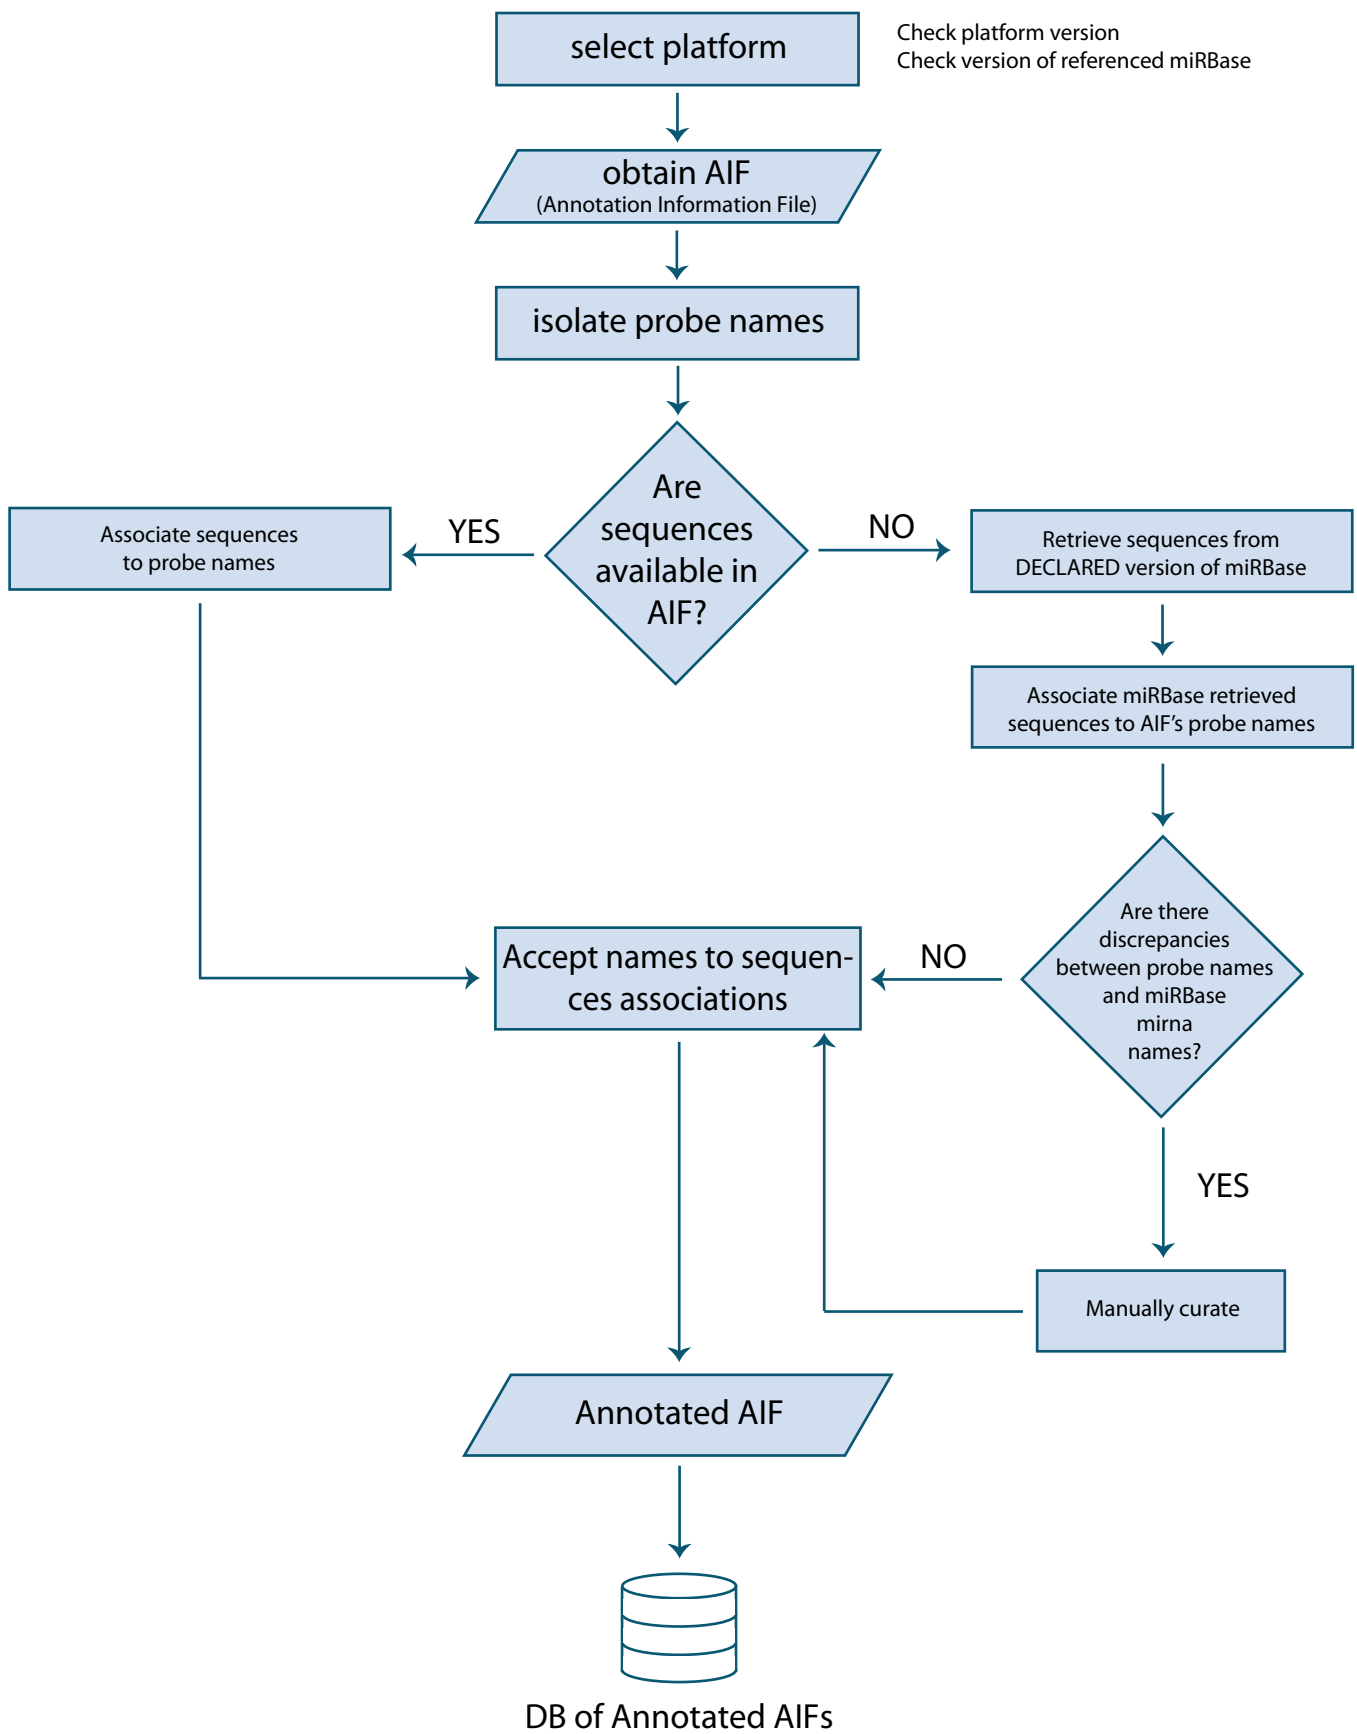 select platform
Check platform version
Check version of referenced miRBase
obtain AIF
(Annotation Information File)
isolate probe names
Are
sequences
available in
AIF?
YES
Associate sequences
to probe names
NO
Retrieve sequences from
DECLARED version of miRBase
Associate miRBase retrieved
sequences to AIF’s probe names
Are there
discrepancies
between probe names
and miRBase
mirna
names?
NO
Accept names to sequen-
ces associations
YES
Manually curate
Annotated AIF
DB of Annotated AIFs